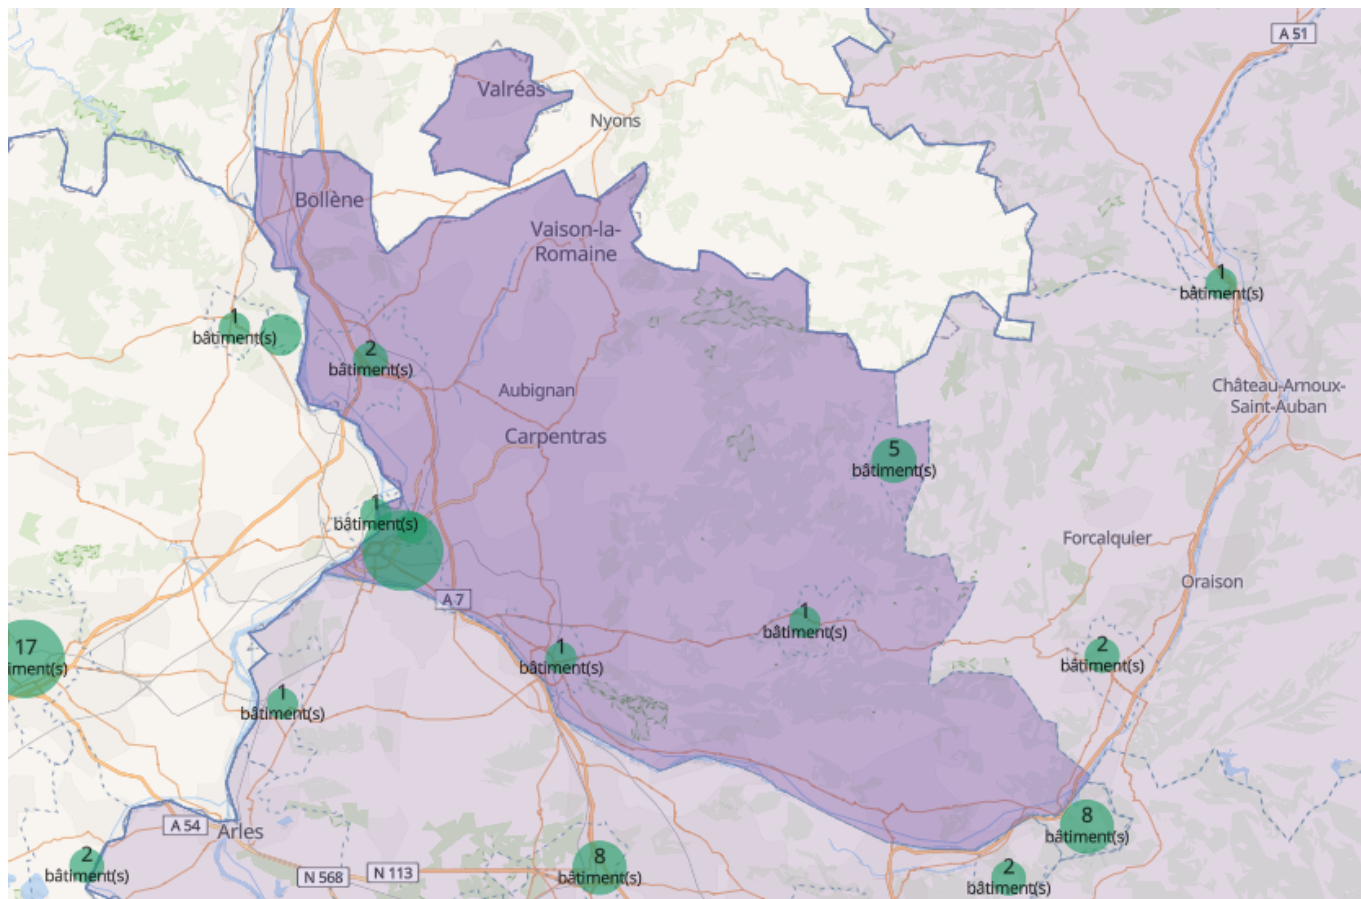 A 51
Valréas
Nyons
Bollène
Vaison-la-
Romaine
1
bâtiment(s)
1
bâtiment(s)
2
bâtiment(s)
Aubignan
Château-Arnoux-
Saint-Auban
Carpentras
5
bâtiment(s)
1
bâtiment(s)
Forcalquier
Oraison
A 7
1
bâtiment(s)
17
iment(s)
1
bâtiment(s)
2
bâtiment(s)
1
bâtiment(s)
A 54
Arles
8
bâtiment(s)
2
bâtiment(s)
N 568
N 113
8
bâtiment(s)
2
bâtiment(s)